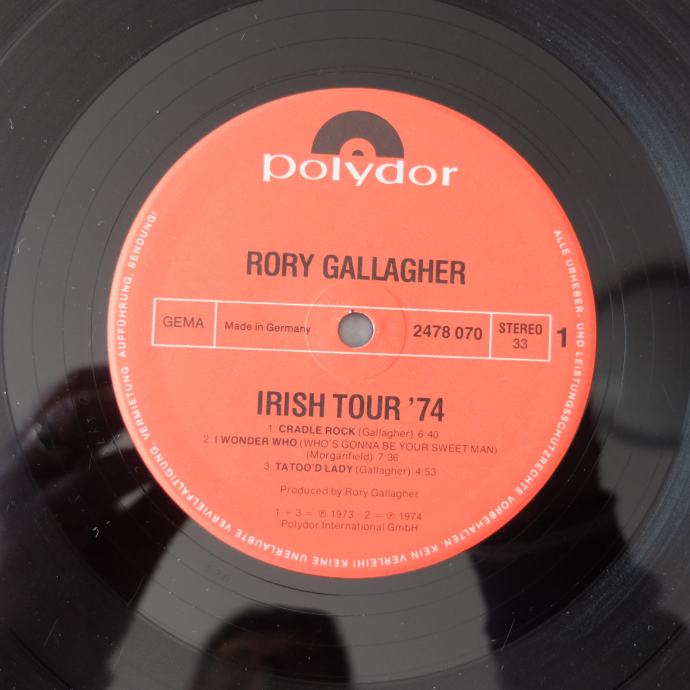 polydor
RORY GALLAGHER
GEMA
Made in Germany
2478 070
STEREO
33
1
IRISH TOUR '74
1. CRADLE ROCK (Gallagher) 6:40
2. I WONDER WHO (WHO'S GONNA BE YOUR SWEET MAN)
(Morganfield) 7:36
3. TATOO'D LADY (Gallagher) 4:53
Produced by Rory Gallagher
1 + 3 = ℗ 1973 · 2 = ℗ 1974
Polydor International GmbH
ALLE URHEBER- UND LEISTUNGSSCHUTZRECHTE VORBEHALTEN. KEIN VERLEIH! KEINE UNERLAUBTE VERVIELFÄLTIGUNG, VERMIETUNG, AUFFÜHRUNG, SENDUNG!